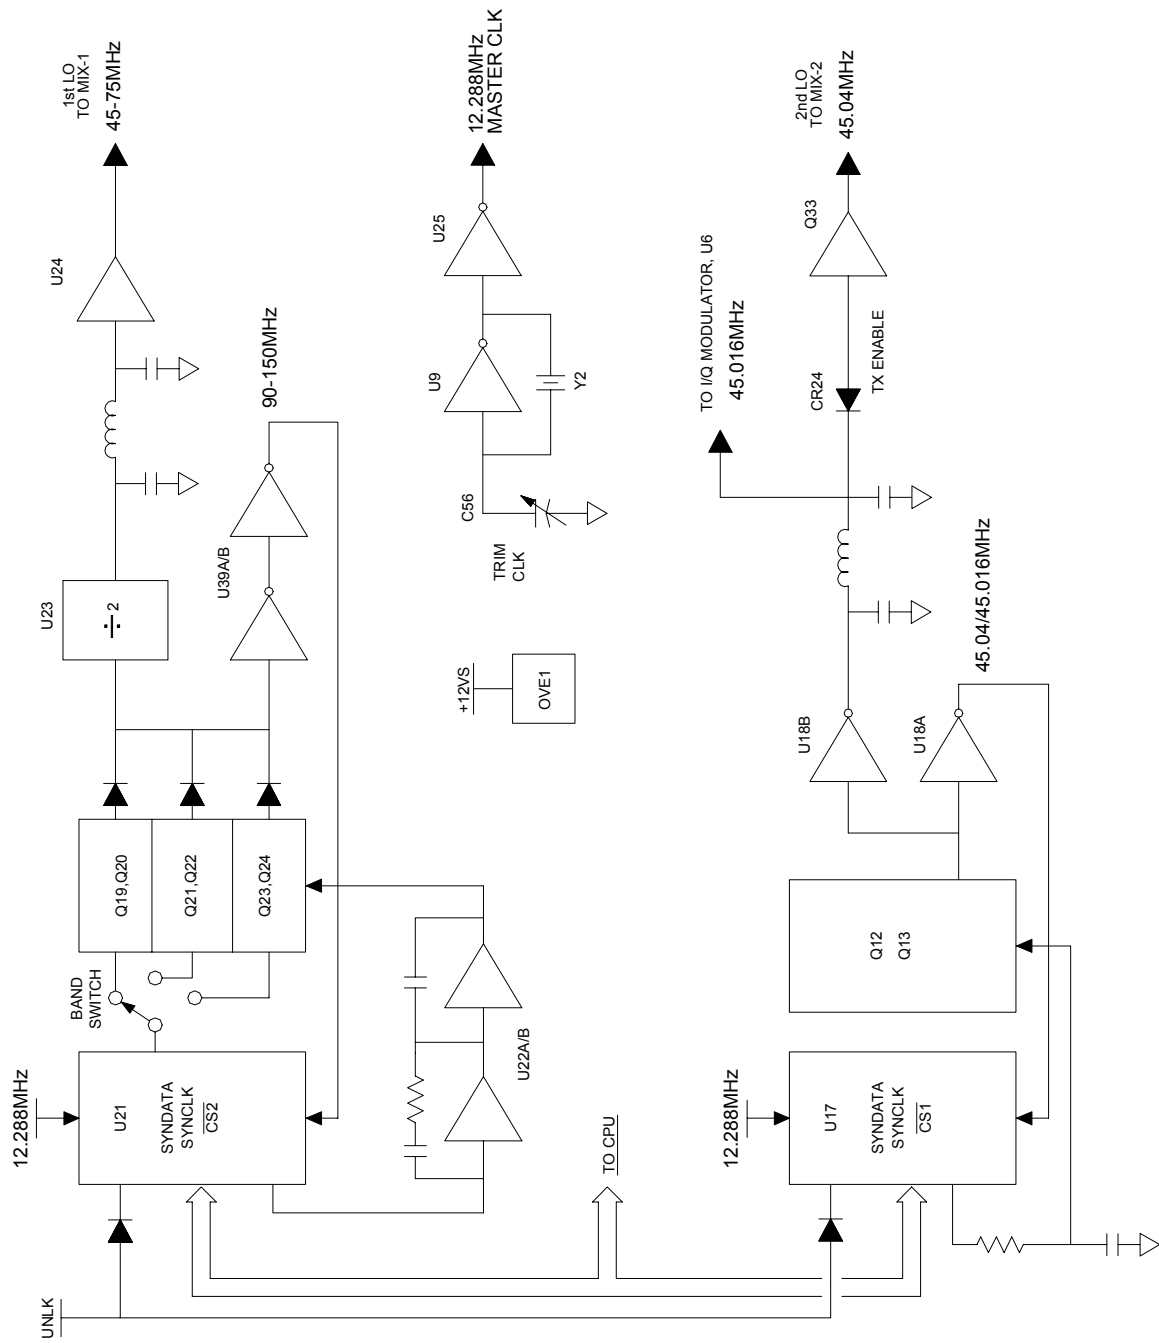 UNLK
12.288MHz
U21
SYNDATA
SYNCLK
CS2
BAND
SWITCH
Q19,Q20
Q21,Q22
Q23,Q24
U22A/B
U23
÷2
U39A/B
90-150MHz
U24
1st LO
TO MIX-1
45-75MHz
TO CPU
+12VS
OVE1
TRIM
CLK
C56
U9
Y2
U25
12.288MHz
MASTER CLK
12.288MHz
U17
SYNDATA
SYNCLK
CS1
Q12
Q13
U18B
U18A
45.04/45.016MHz
TO I/Q MODULATOR, U6
45.016MHz
CR24
TX ENABLE
Q33
2nd LO
TO MIX-2
45.04MHz